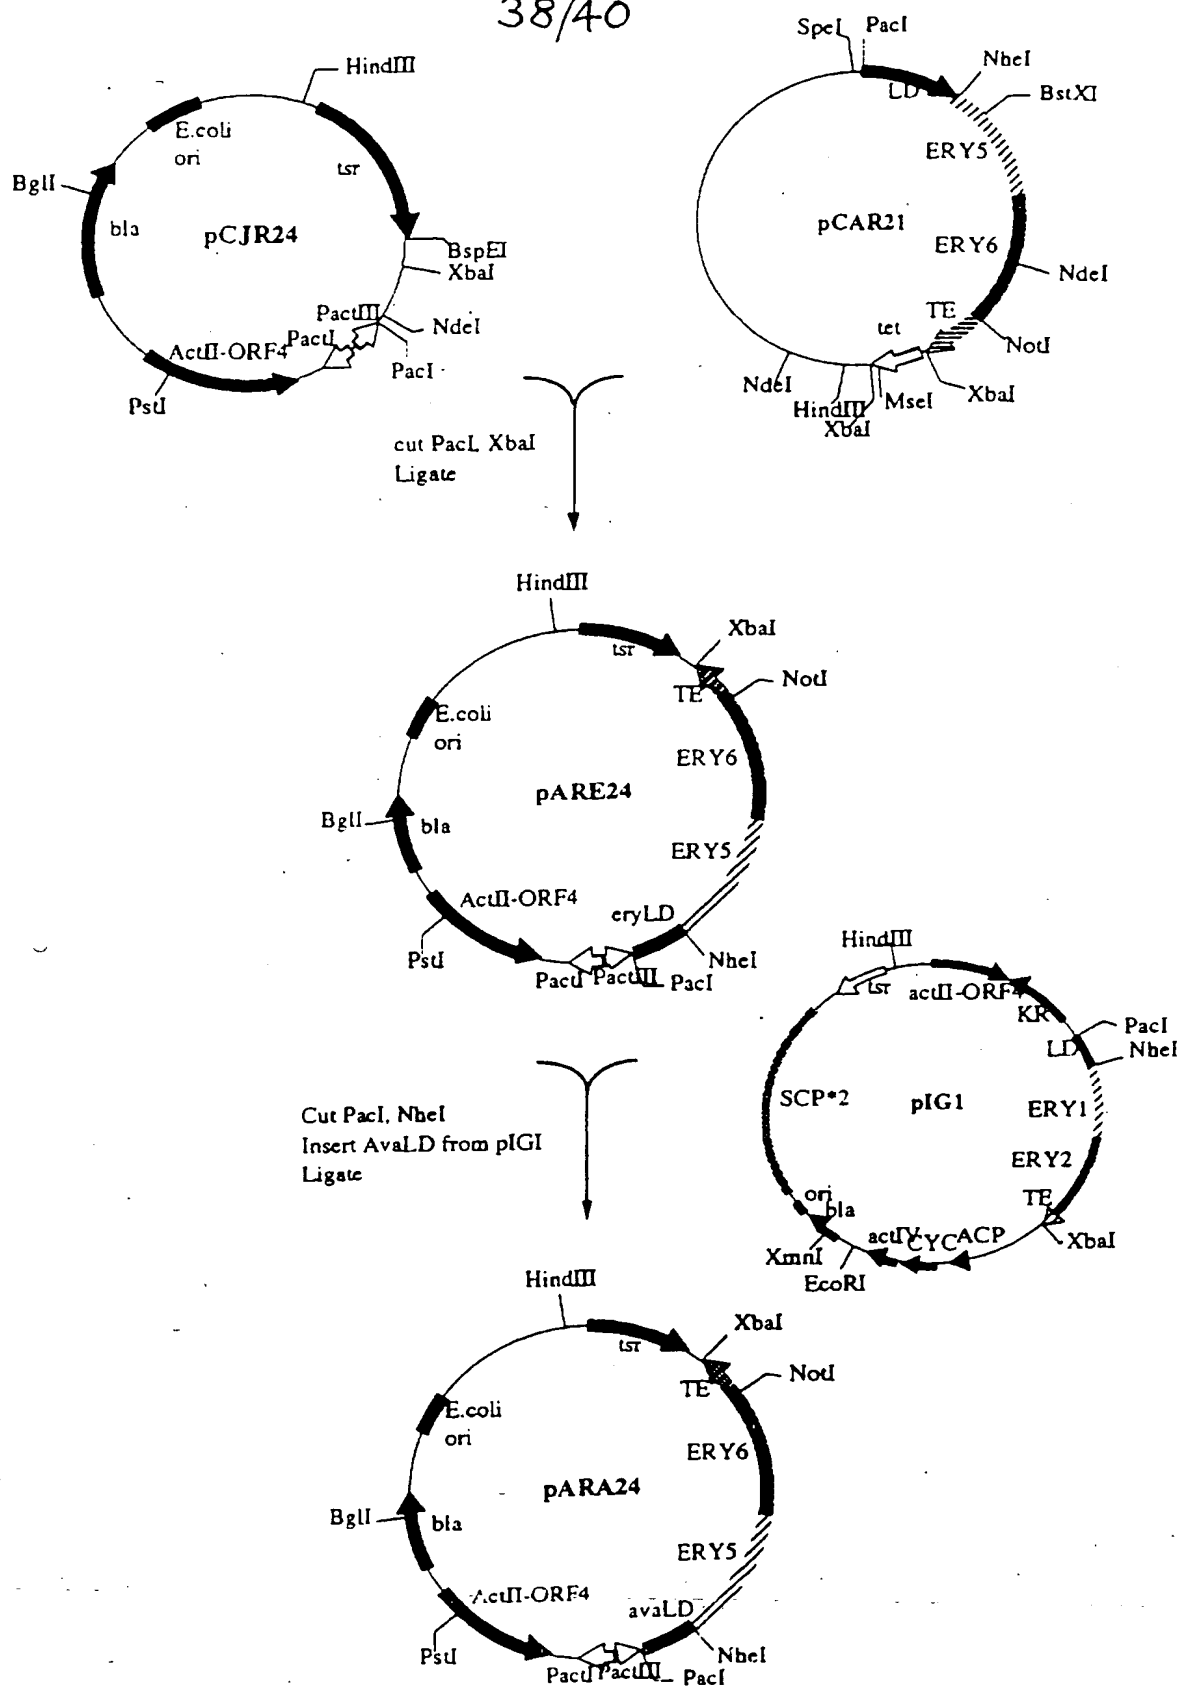 38/40
HindIII
E.coli
ori
tsr
BglI
bla
pCJR24
BspEI
XbaI
PactIII
PactI
NdeI
ActII-ORF4
PacI
PstI
SpeI
PacI
NheI
LD
BstXI
ERY5
pCAR21
ERY6
NdeI
TE
tet
NotI
NdeI
HindIII
XbaI
MseI
XbaI
cut PacI, XbaI
Ligate
HindIII
tsr
XbaI
NotI
TE
E.coli
ori
ERY6
pARE24
BglI
bla
ERY5
ActII-ORF4
eryLD
PstI
PactI
PactIII
PacI
NheI
HindIII
tsr
actII-ORF4
KR
PacI
LD
NheI
SCP*2
pIG1
ERY1
ERY2
TE
ori
bla
actIV
CYC
ACP
XbaI
XmnI
EcoRI
Cut PacI, NheI
Insert AvaLD from pIGI
Ligate
HindIII
tsr
XbaI
NotI
TE
E.coli
ori
ERY6
pARA24
BglI
bla
ERY5
ActII-ORF4
avaLD
PstI
PactI
PactIII
PacI
NheI